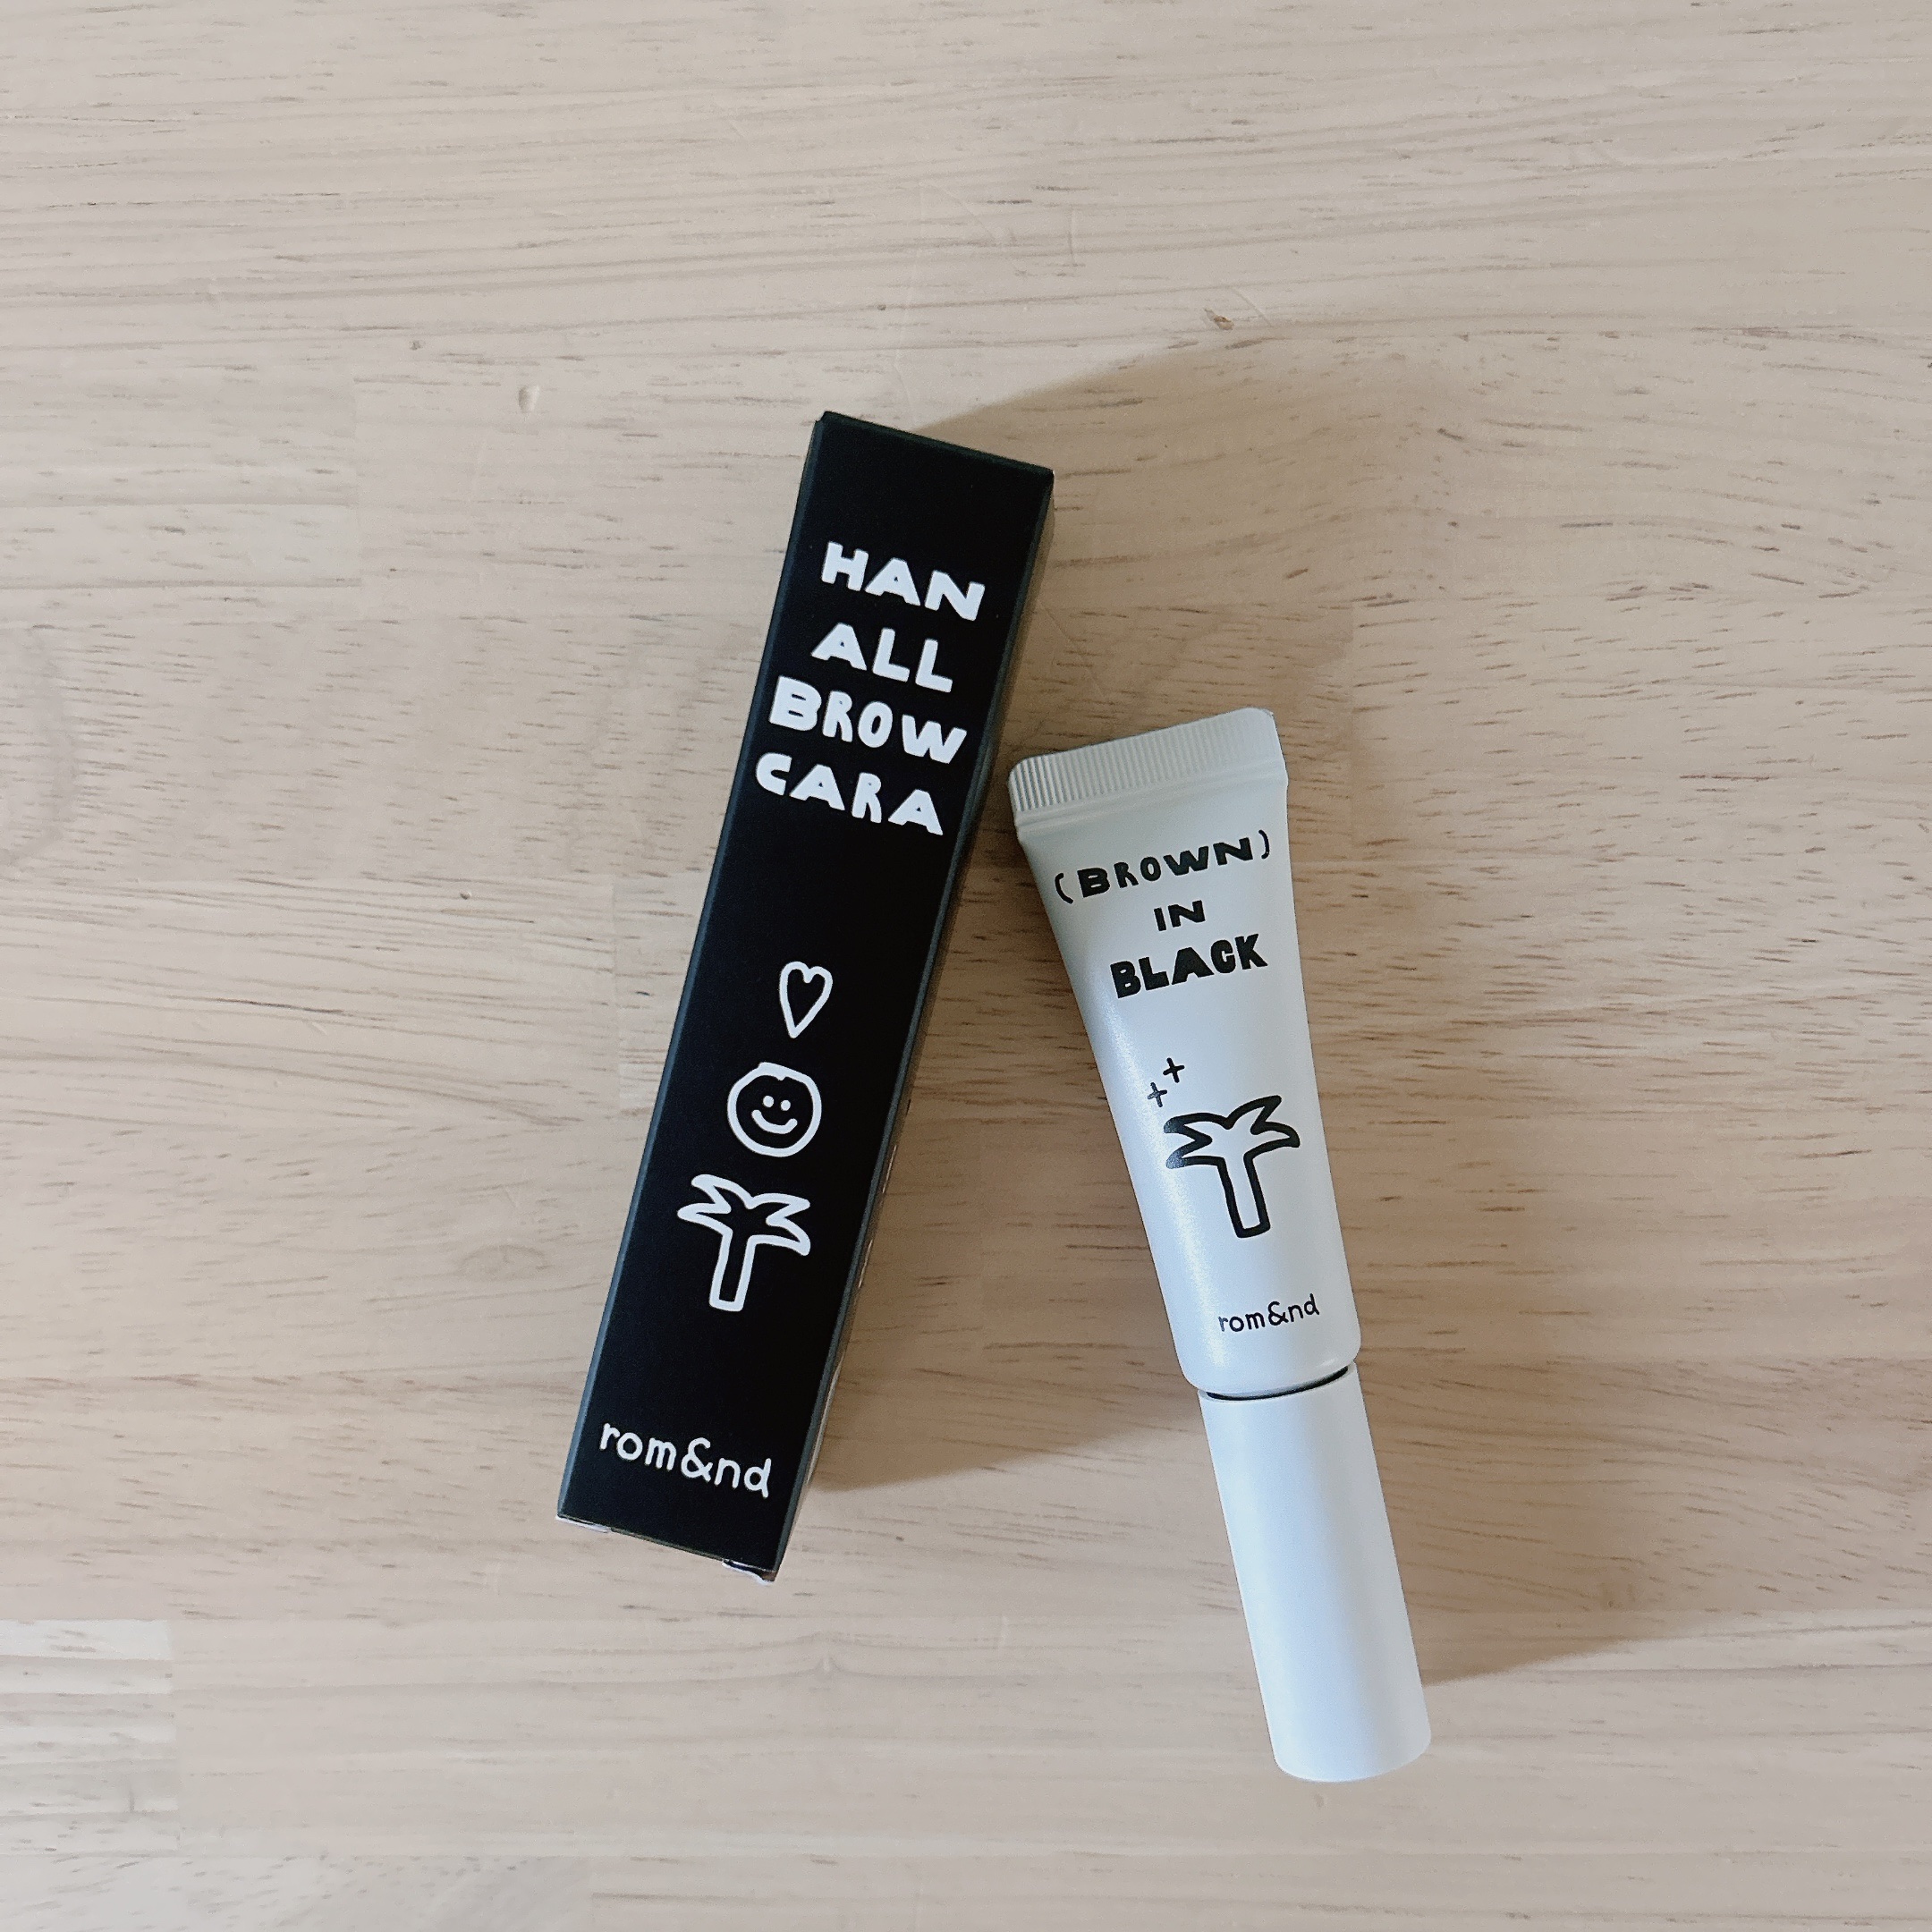 HAN
ALL
BROW
CARA
rom&nd
(BROWN)
IN
BLACK
rom&nd